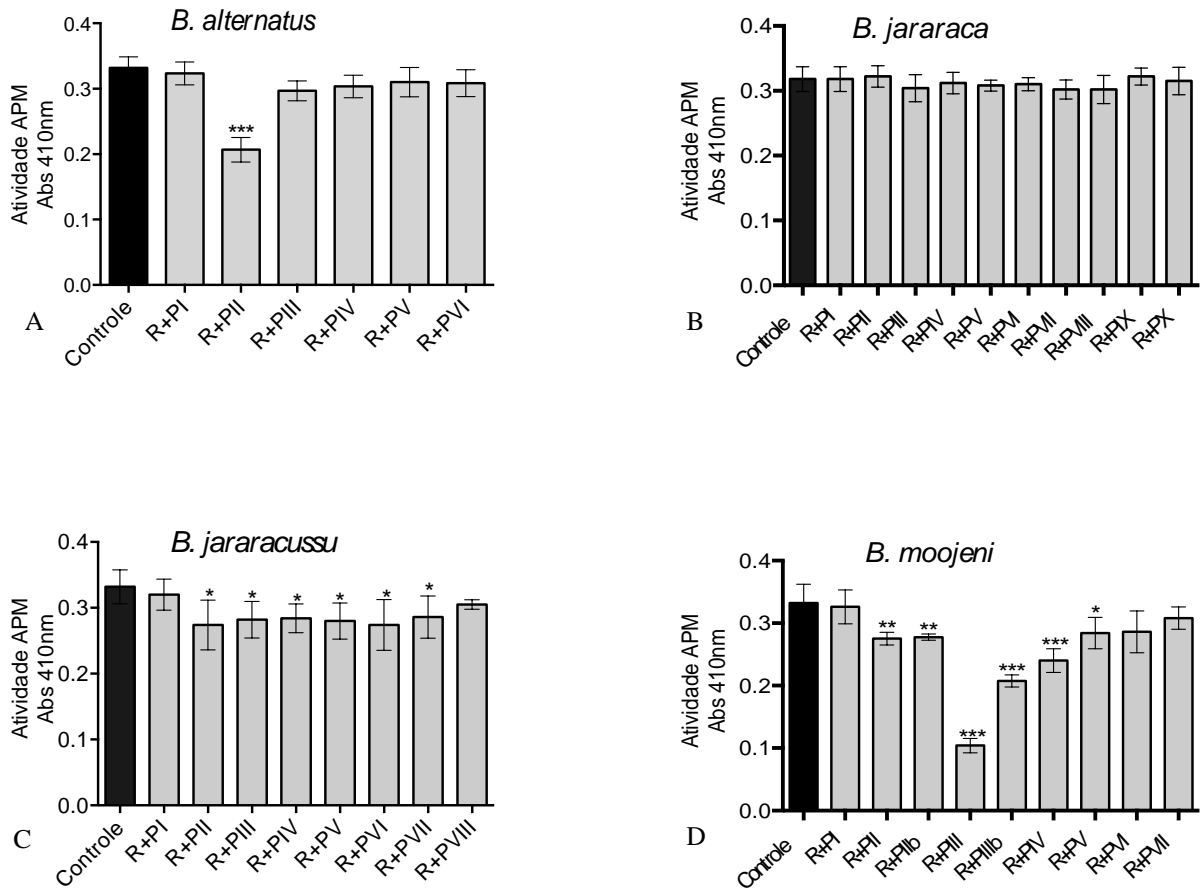 B. alternatus
Atividade APM
Abs 410nm
0.4
0.3
0.2
0.1
0.0
***
Controle
R+PI
R+PII
R+PIII
R+PIV
R+PV
R+PVI
A
B. jararaca
Atividade APM
Abs 410nm
0.4
0.3
0.2
0.1
0.0
Controle
R+PI
R+PII
R+PIII
R+PIV
R+PV
R+PVI
R+PVII
R+PVIII
R+PIX
R+PX
B
B. jararacussu
Atividade APM
Abs 410nm
0.4
0.3
0.2
0.1
0.0
*
*
*
*
*
*
Controle
R+PI
R+PII
R+PIII
R+PIV
R+PV
R+PVI
R+PVII
R+PVIII
C
B. moojeni
Atividade APM
Abs 410nm
0.4
0.3
0.2
0.1
0.0
**
**
***
***
***
*
Controle
R+PI
R+PII
R+PIIb
R+PIII
R+PIIIb
R+PIV
R+PV
R+PVI
R+PVII
D